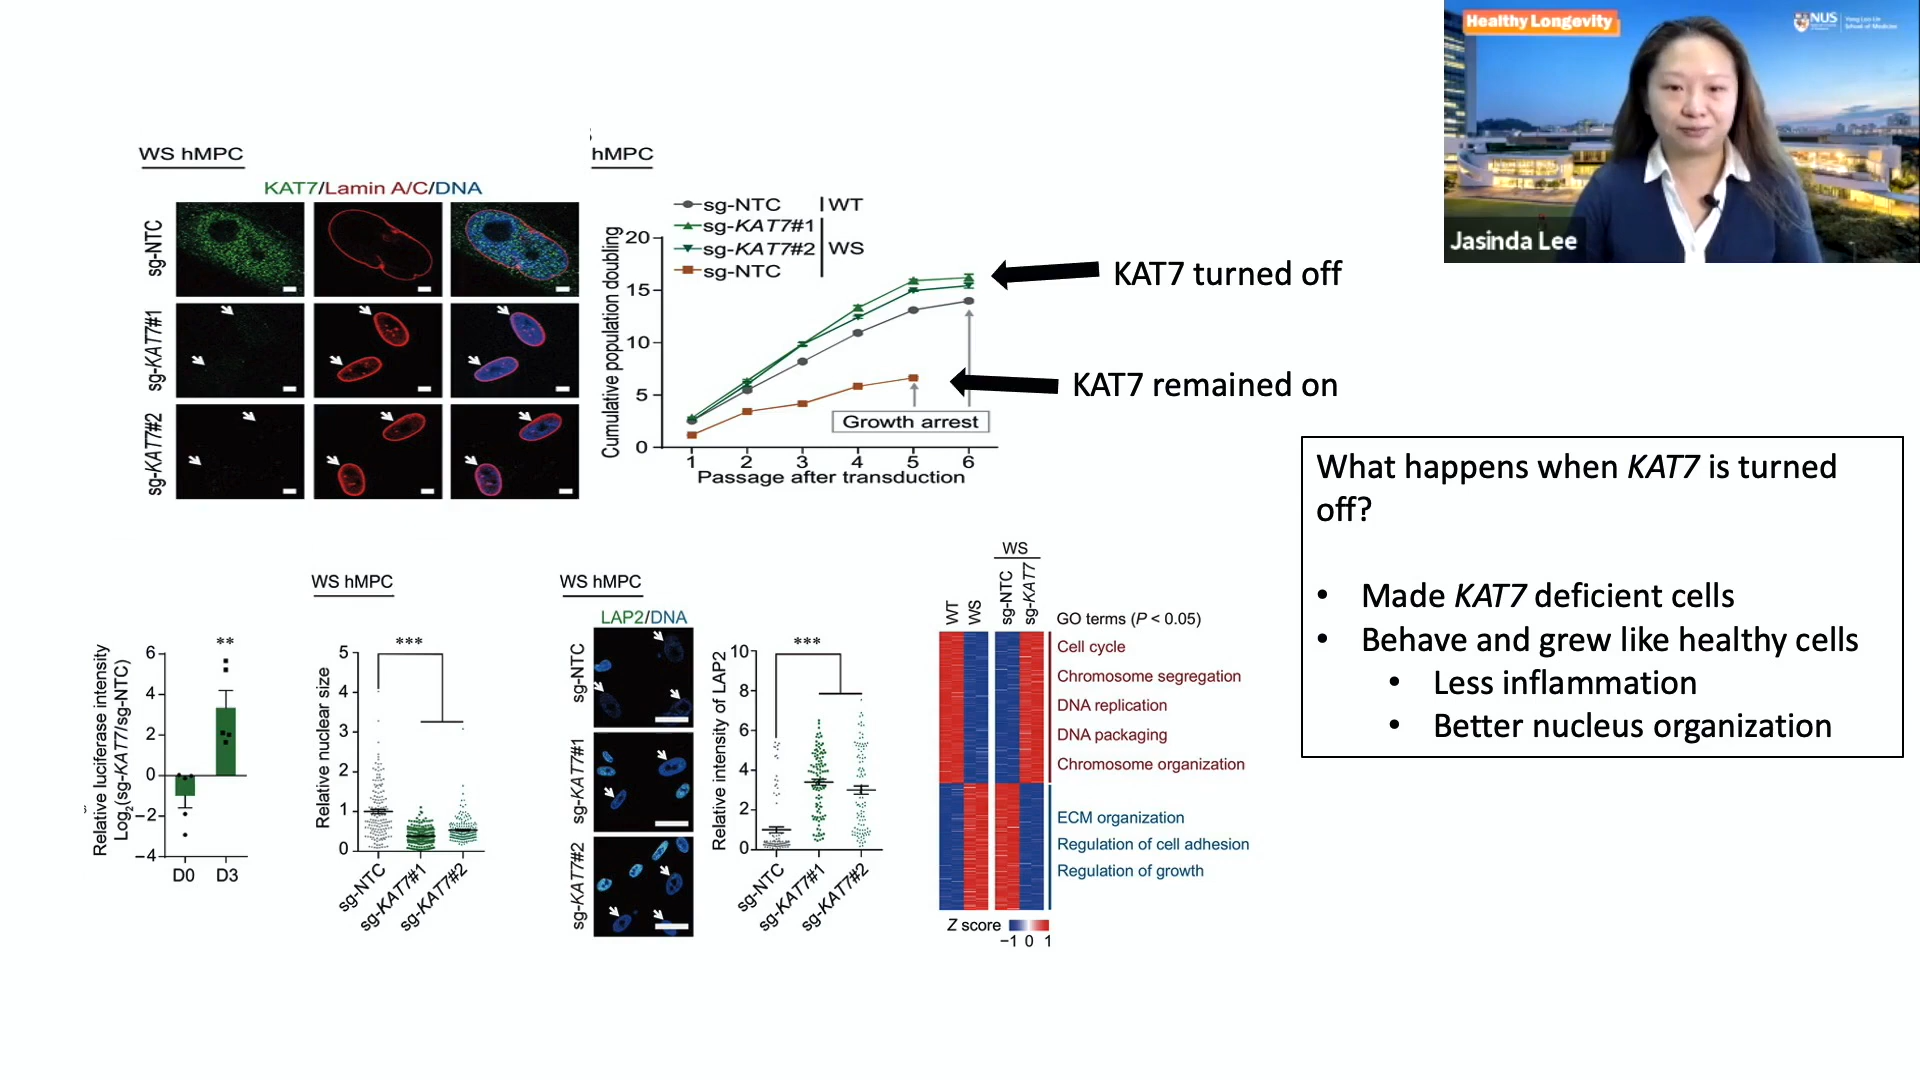 Healthy Longevity
NUS
Yong Loo Lin
School of Medicine
Jasinda Lee
WS hMPC
KAT7/Lamin A/C/DNA
sg-NTC
sg-KAT7#1
sg-KAT7#2
hMPC
sg-NTC
WT
sg-KAT7#1
sg-KAT7#2
WS
sg-NTC
Cumulative population doubling
20
15
10
5
0
Growth arrest
1 2 3 4 5 6
Passage after transduction
KAT7 turned off
KAT7 remained on
What happens when KAT7 is turned
off?
• Made KAT7 deficient cells
• Behave and grew like healthy cells
• Less inflammation
• Better nucleus organization
Relative luciferase intensity
Log2(sg-KAT7/sg-NTC)
**
6
4
2
0
−2
−4
D0 D3
WS hMPC
***
Relative nuclear size
5
4
3
2
1
0
sg-NTC
sg-KAT7#1
sg-KAT7#2
WS hMPC
LAP2/DNA
sg-NTC
sg-KAT7#1
sg-KAT7#2
***
Relative intensity of LAP2
10
8
6
4
2
0
sg-NTC
sg-KAT7#1
sg-KAT7#2
WS
WT
WS
sg-NTC
sg-KAT7
GO terms (P < 0.05)
Cell cycle
Chromosome segregation
DNA replication
DNA packaging
Chromosome organization
ECM organization
Regulation of cell adhesion
Regulation of growth
Z score
−1 0 1